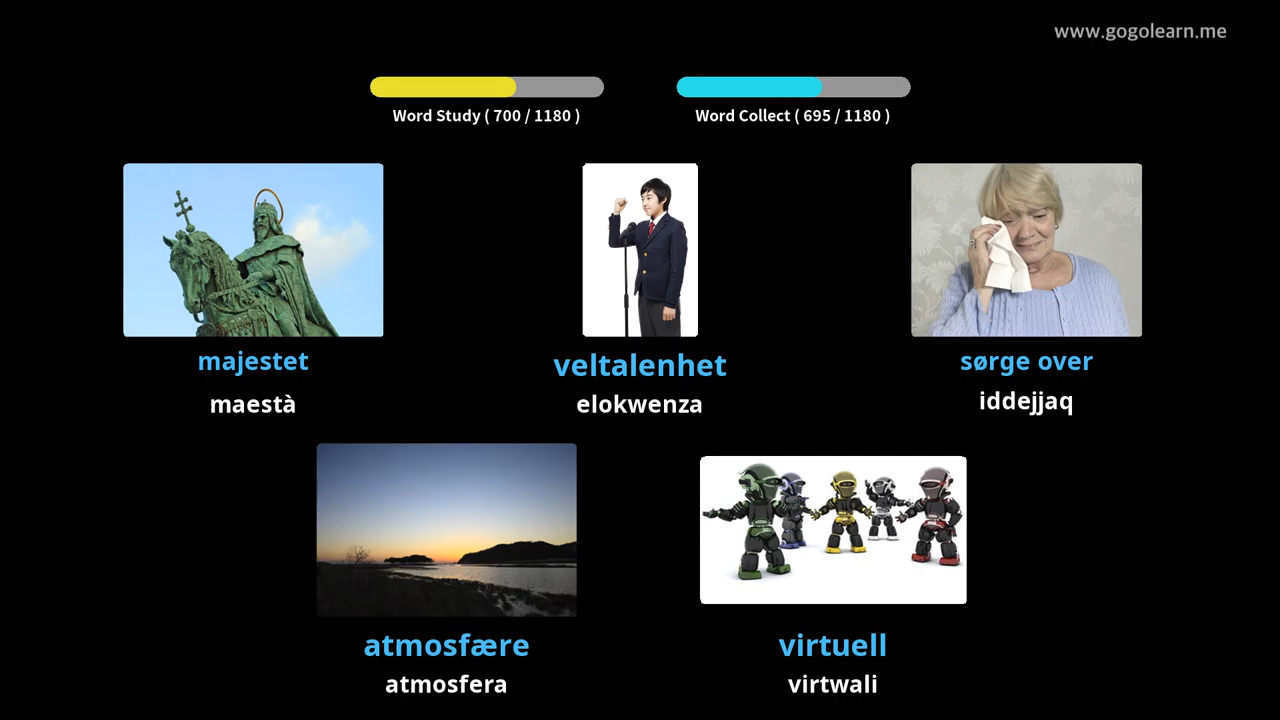 www.gogolearn.me
Word Study ( 700 / 1180 )
Word Collect ( 695 / 1180 )
majestet
maestà
veltalenhet
elokwenza
sørge over
iddejjaq
atmosfære
atmosfera
virtuell
virtwali